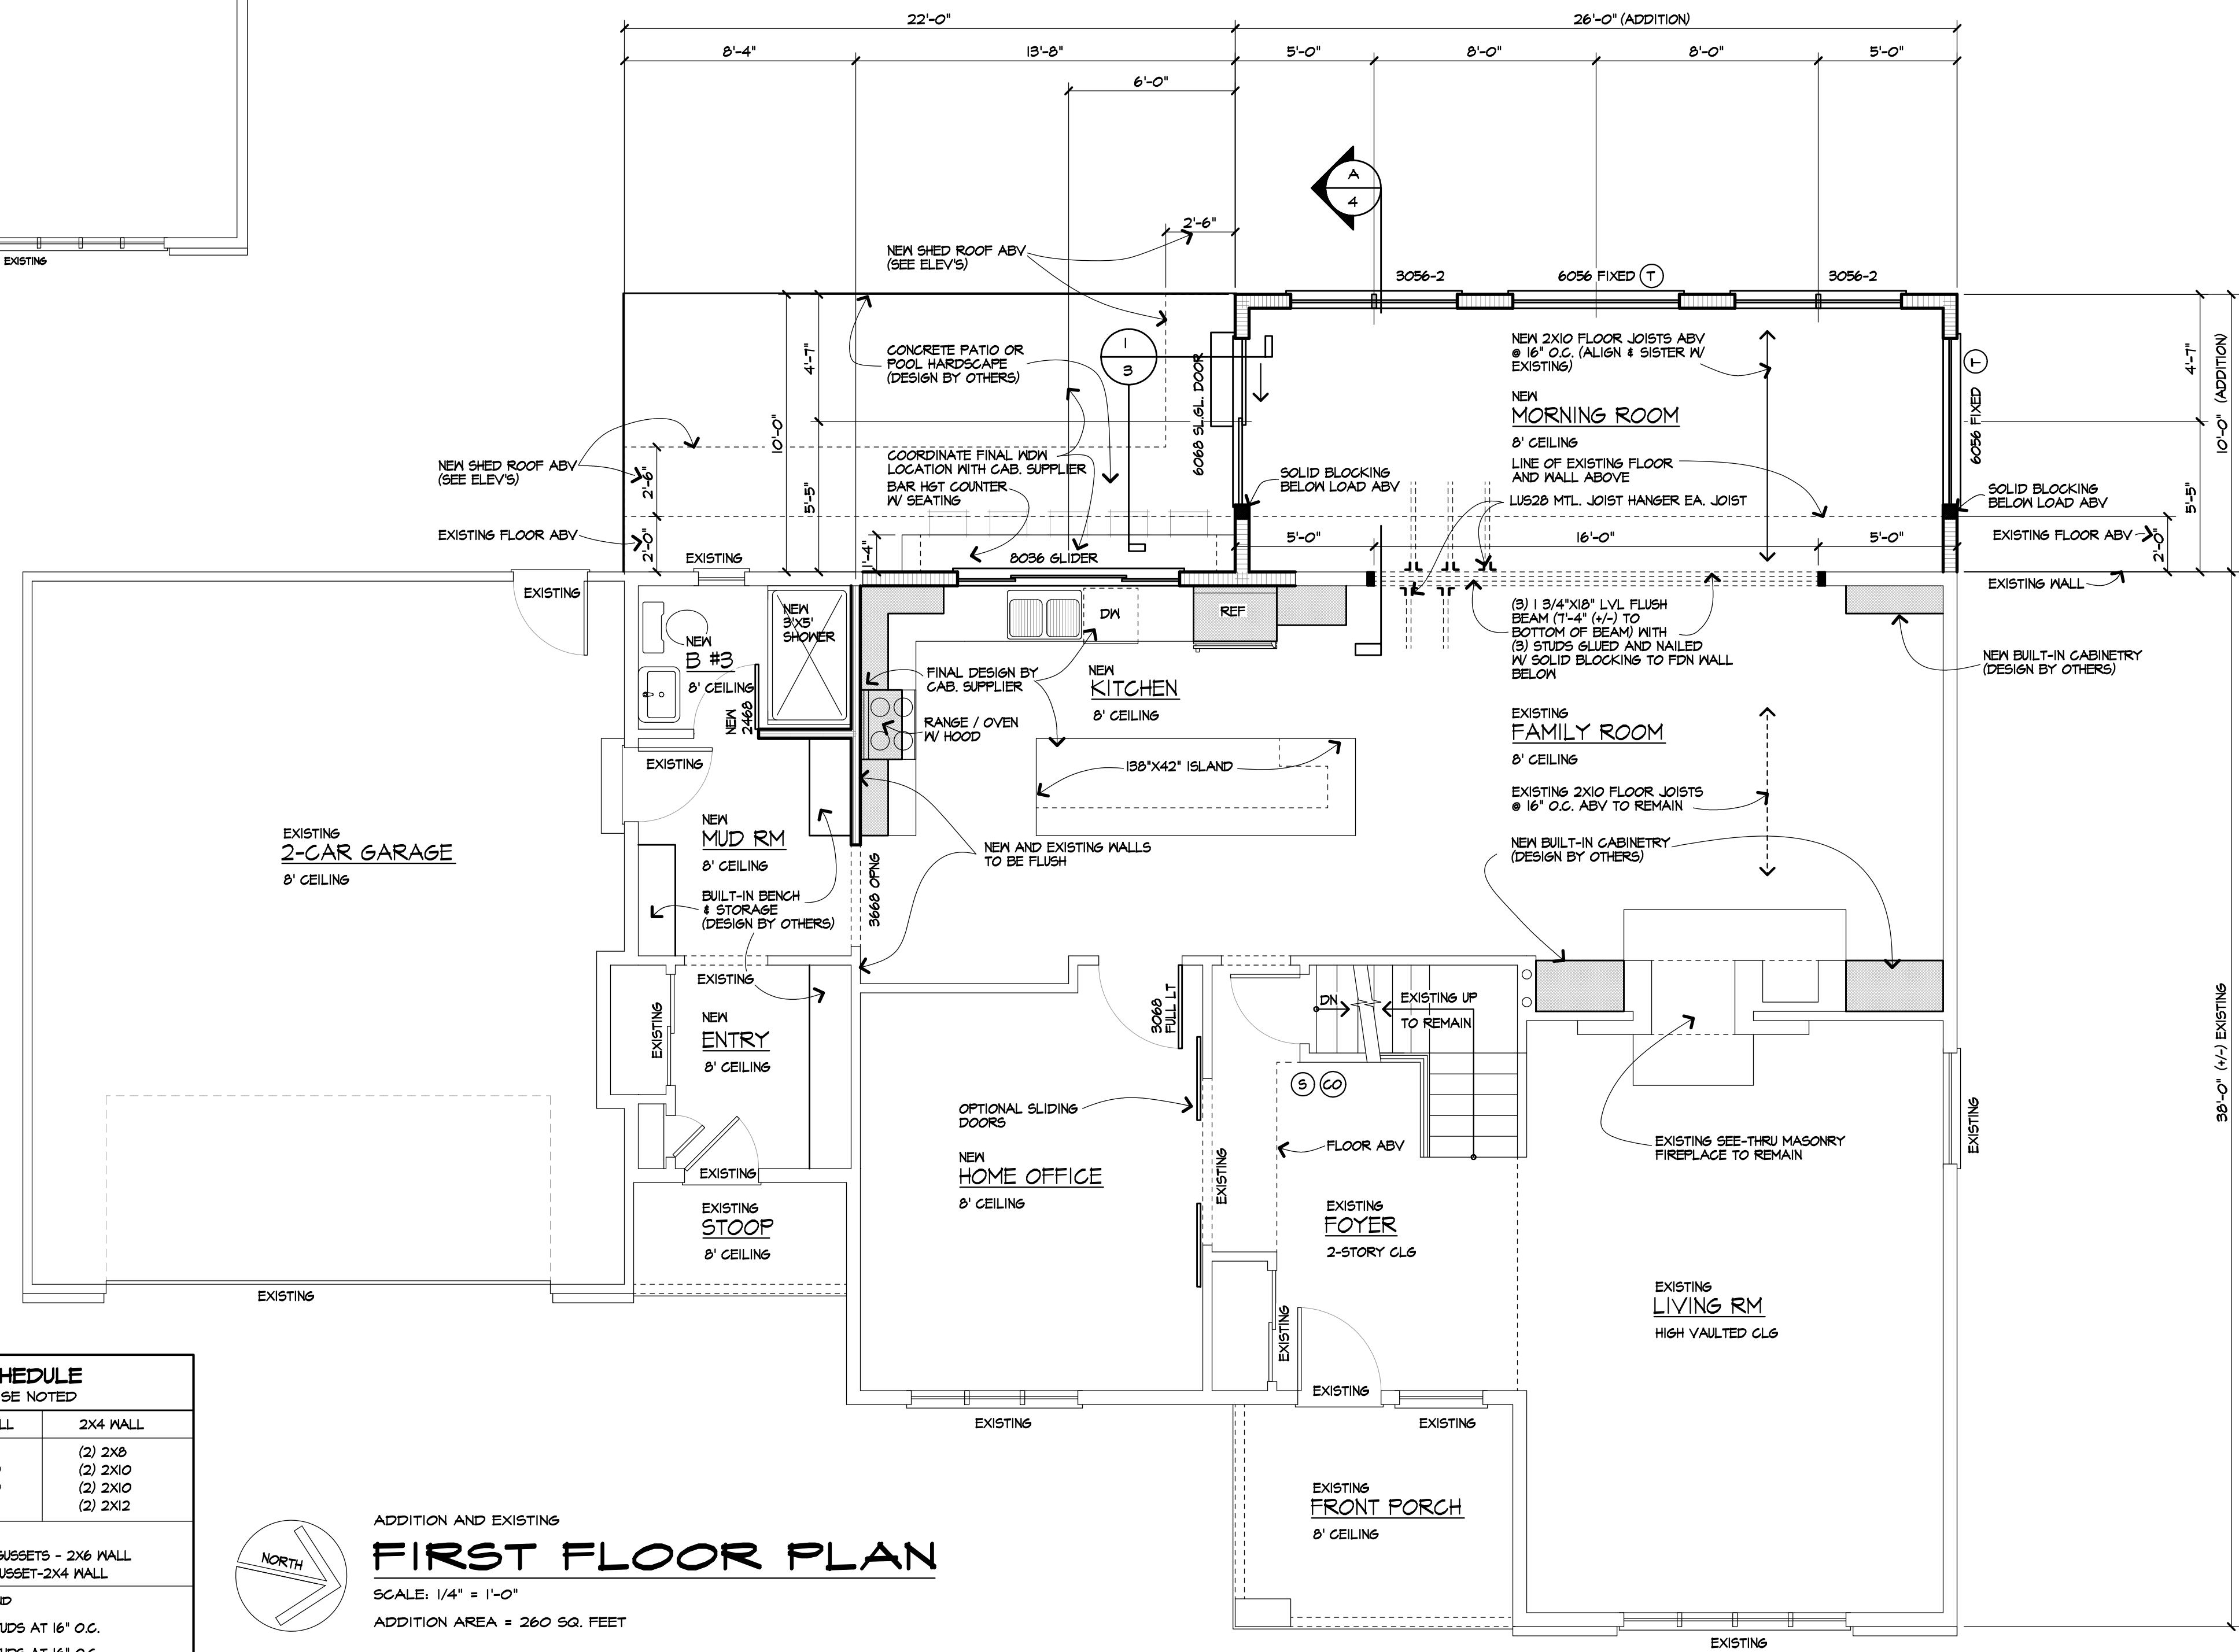 22'-0"
26'-0" (ADDITION)
8'-4"
13'-8"
5'-0"
8'-0"
8'-0"
5'-0"
6'-0"
2'-6"
A
4
EXISTING
NEW SHED ROOF ABV
(SEE ELEV'S)
3056-2
6056 FIXED
T
3056-2
CONCRETE PATIO OR
POOL HARDSCAPE
(DESIGN BY OTHERS)
1
3
4'-7"
10'-0"
5'-5"
6068 SL.GL. DOOR
NEW 2X10 FLOOR JOISTS ABV
@ 16" O.C. (ALIGN & SISTER W/
EXISTING)
NEW
MORNING ROOM
8' CEILING
LINE OF EXISTING FLOOR
AND WALL ABOVE
LUS28 MTL. JOIST HANGER EA. JOIST
T
6056 FIXED
4'-7"
10'-0" (ADDITION)
5'-5"
2'-0"
NEW SHED ROOF ABV
(SEE ELEV'S)
2'-6"
EXISTING FLOOR ABV
2'-0"
COORDINATE FINAL WDW
LOCATION WITH CAB. SUPPLIER
BAR HGT COUNTER
W/ SEATING
1'-4"
8036 GLIDER
SOLID BLOCKING
BELOW LOAD ABV
SOLID BLOCKING
BELOW LOAD ABV
EXISTING FLOOR ABV
EXISTING WALL
5'-0"
16'-0"
5'-0"
EXISTING
EXISTING
NEW
3'X5'
SHOWER
NEW
B #3
8' CEILING
NEW
2468
DW
REF
(3) 1 3/4"X18" LVL FLUSH
BEAM (7'-4" (+/-) TO
BOTTOM OF BEAM) WITH
(3) STUDS GLUED AND NAILED
W/ SOLID BLOCKING TO FDN WALL
BELOW
NEW BUILT-IN CABINETRY
(DESIGN BY OTHERS)
FINAL DESIGN BY
CAB. SUPPLIER
NEW
KITCHEN
8' CEILING
RANGE / OVEN
W/ HOOD
138"X42" ISLAND
EXISTING
FAMILY ROOM
8' CEILING
EXISTING 2X10 FLOOR JOISTS
@ 16" O.C. ABV TO REMAIN
NEW BUILT-IN CABINETRY
(DESIGN BY OTHERS)
EXISTING
EXISTING
2-CAR GARAGE
8' CEILING
NEW
MUD RM
8' CEILING
BUILT-IN BENCH
& STORAGE
(DESIGN BY OTHERS)
3668 OPNG
NEW AND EXISTING WALLS
TO BE FLUSH
EXISTING
EXISTING
NEW
ENTRY
8' CEILING
3068
FULL LT
DN
EXISTING UP
TO REMAIN
S
CO
38'-0" (+/-) EXISTING
OPTIONAL SLIDING
DOORS
NEW
HOME OFFICE
8' CEILING
FLOOR ABV
EXISTING
EXISTING SEE-THRU MASONRY
FIREPLACE TO REMAIN
EXISTING
EXISTING
EXISTING
STOOP
8' CEILING
EXISTING
FOYER
2-STORY CLG
EXISTING
EXISTING
EXISTING
LIVING RM
HIGH VAULTED CLG
EXISTING
EXISTING
EXISTING
EXISTING
FRONT PORCH
8' CEILING
EXISTING
HEDULE
SE NOTED
LL
2X4 WALL
(2) 2X8
(2) 2X10
(2) 2X10
(2) 2X12
GUSSETS - 2X6 WALL
USSET-2X4 WALL
ND
TUDS AT 16" O.C.
TUDS AT 16" O.C.
NORTH
ADDITION AND EXISTING
FIRST FLOOR PLAN
SCALE: 1/4" = 1'-0"
ADDITION AREA = 260 SQ. FEET